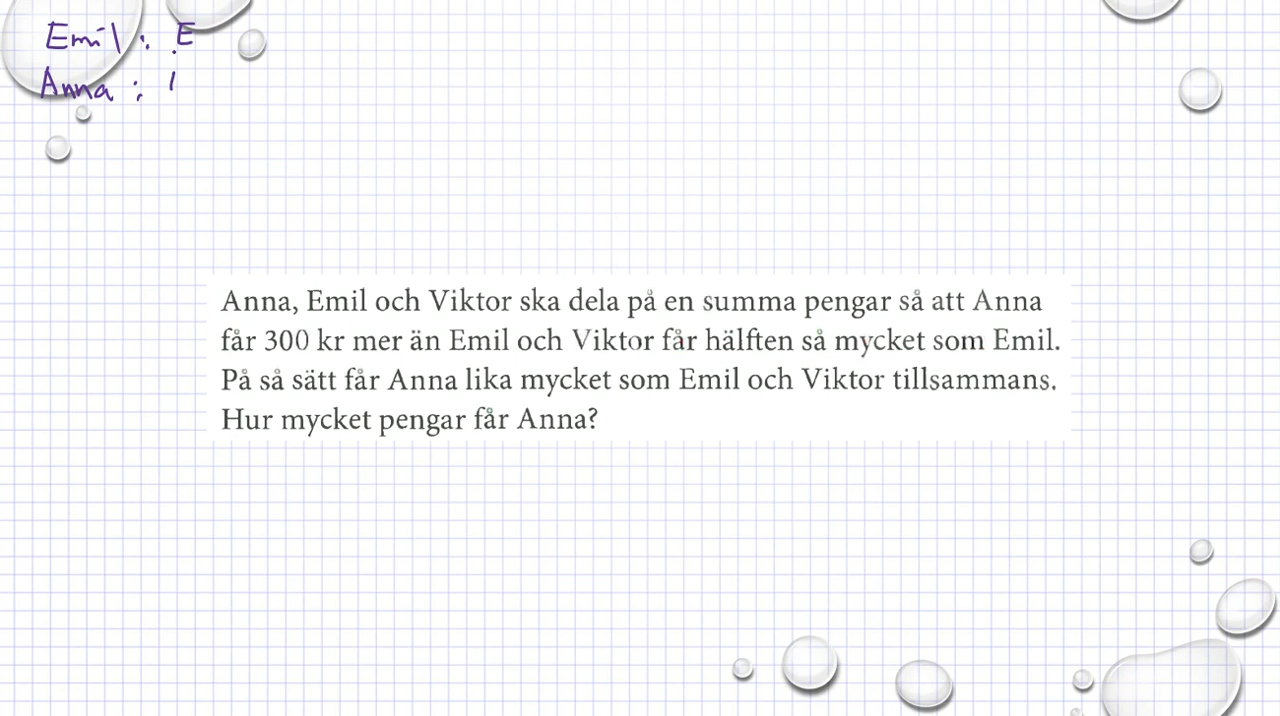 Emil: E
Anna:
Anna, Emil och Viktor ska dela på en summa pengar så att Anna
får 300 kr mer än Emil och Viktor får hälften så mycket som Emil.
På så sätt får Anna lika mycket som Emil och Viktor tillsammans.
Hur mycket pengar får Anna?